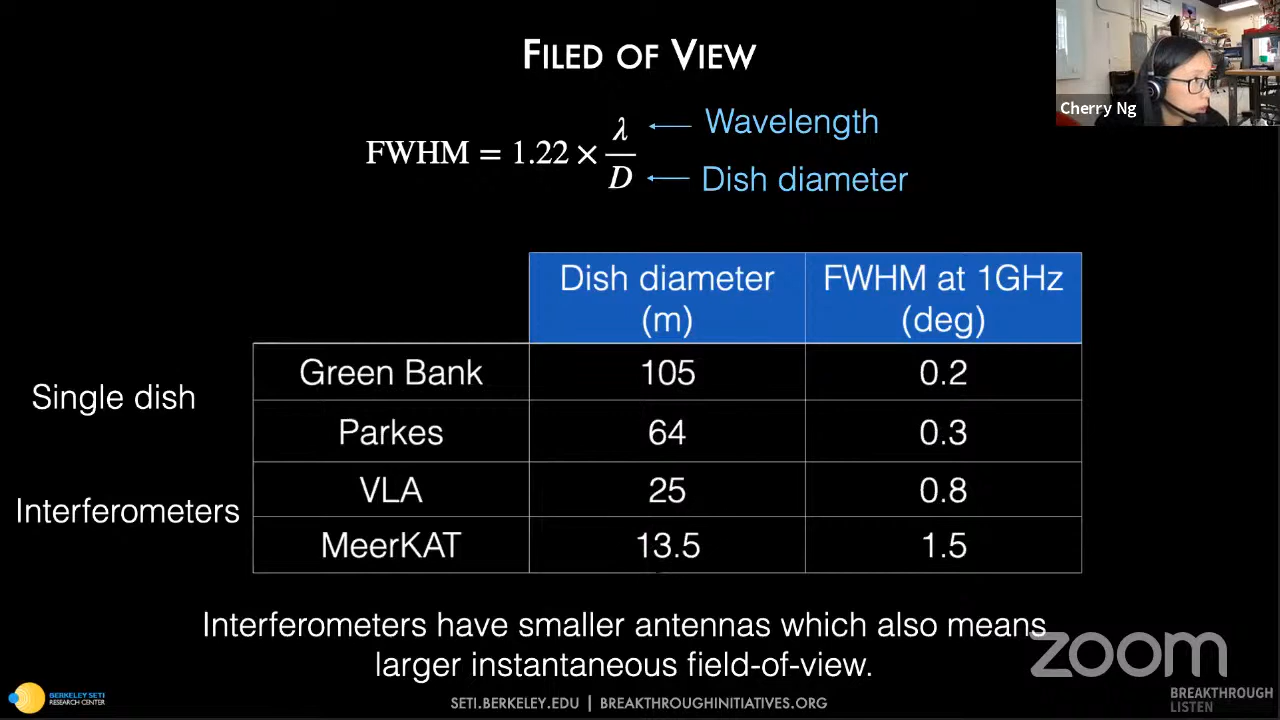 FILED OF VIEW
Cherry Ng
FWHM = 1.22 × λ/D
Wavelength
Dish diameter
Dish diameter (m)
FWHM at 1GHz (deg)
Single dish
Green Bank 105 0.2
Parkes 64 0.3
Interferometers
VLA 25 0.8
MeerKAT 13.5 1.5
Interferometers have smaller antennas which also means
larger instantaneous field-of-view.
zoom
BERKELEY SETI
RESEARCH CENTER
SETI.BERKELEY.EDU | BREAKTHROUGHINITIATIVES.ORG
BREAKTHROUGH
LISTEN